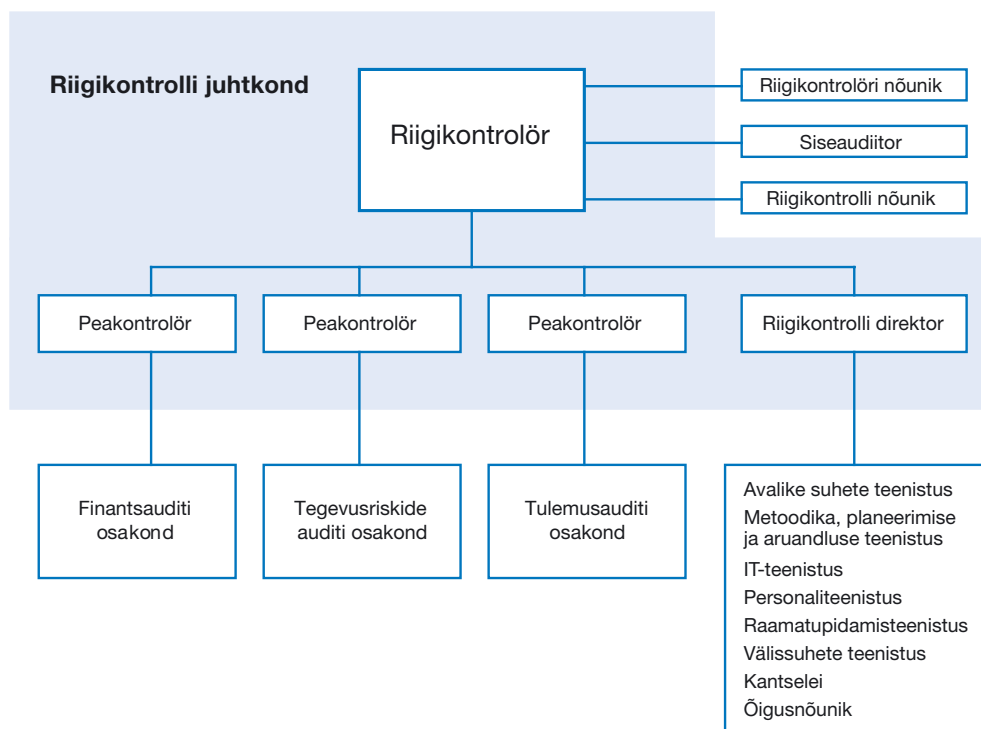 Riigikontrolli juhtkond
Riigikontrolör
Riigikontrolöri nõunik
Siseaudiitor
Riigikontrolli nõunik
Peakontrolör
Peakontrolör
Peakontrolör
Riigikontrolli direktor
Finantsauditi
osakond
Tegevusriskide
auditi osakond
Tulemusauditi
osakond
Avalike suhete teenistus
Metoodika, planeerimise
ja aruandluse teenistus
IT-teenistus
Personaliteenistus
Raamatupidamisteenistus
Välissuhete teenistus
Kantselei
Õigusnõunik